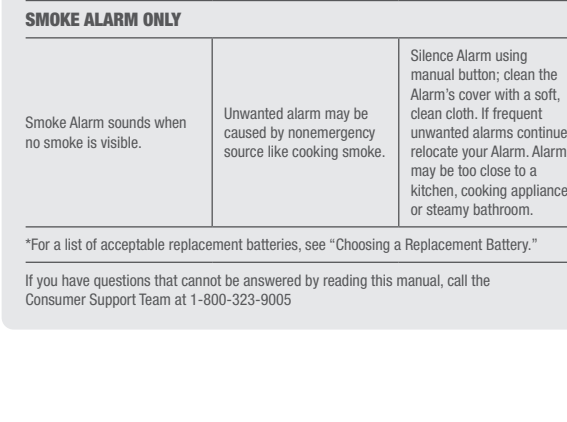 SMOKE ALARM ONLY
Smoke Alarm sounds when
no smoke is visible.
Unwanted alarm may be
caused by nonemergency
source like cooking smoke.
Silence Alarm using
manual button; clean the
Alarm’s cover with a soft,
clean cloth. If frequent
unwanted alarms continue
relocate your Alarm. Alarm
may be too close to a
kitchen, cooking appliance
or steamy bathroom.
*For a list of acceptable replacement batteries, see “Choosing a Replacement Battery.”
If you have questions that cannot be answered by reading this manual, call the
Consumer Support Team at 1-800-323-9005